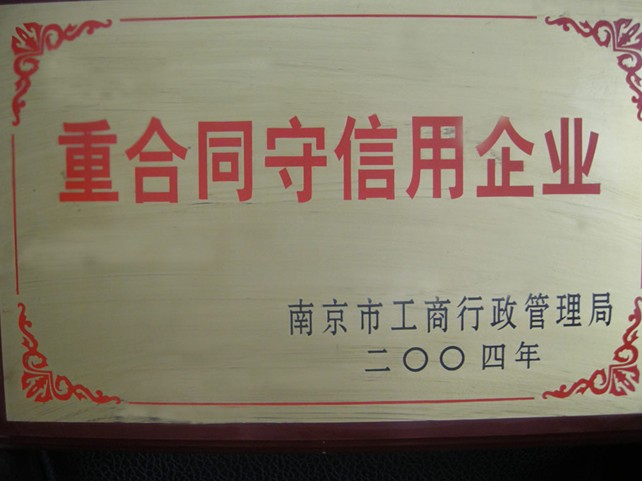 重合同守信用企业
南京市工商行政管理局
二〇〇四年